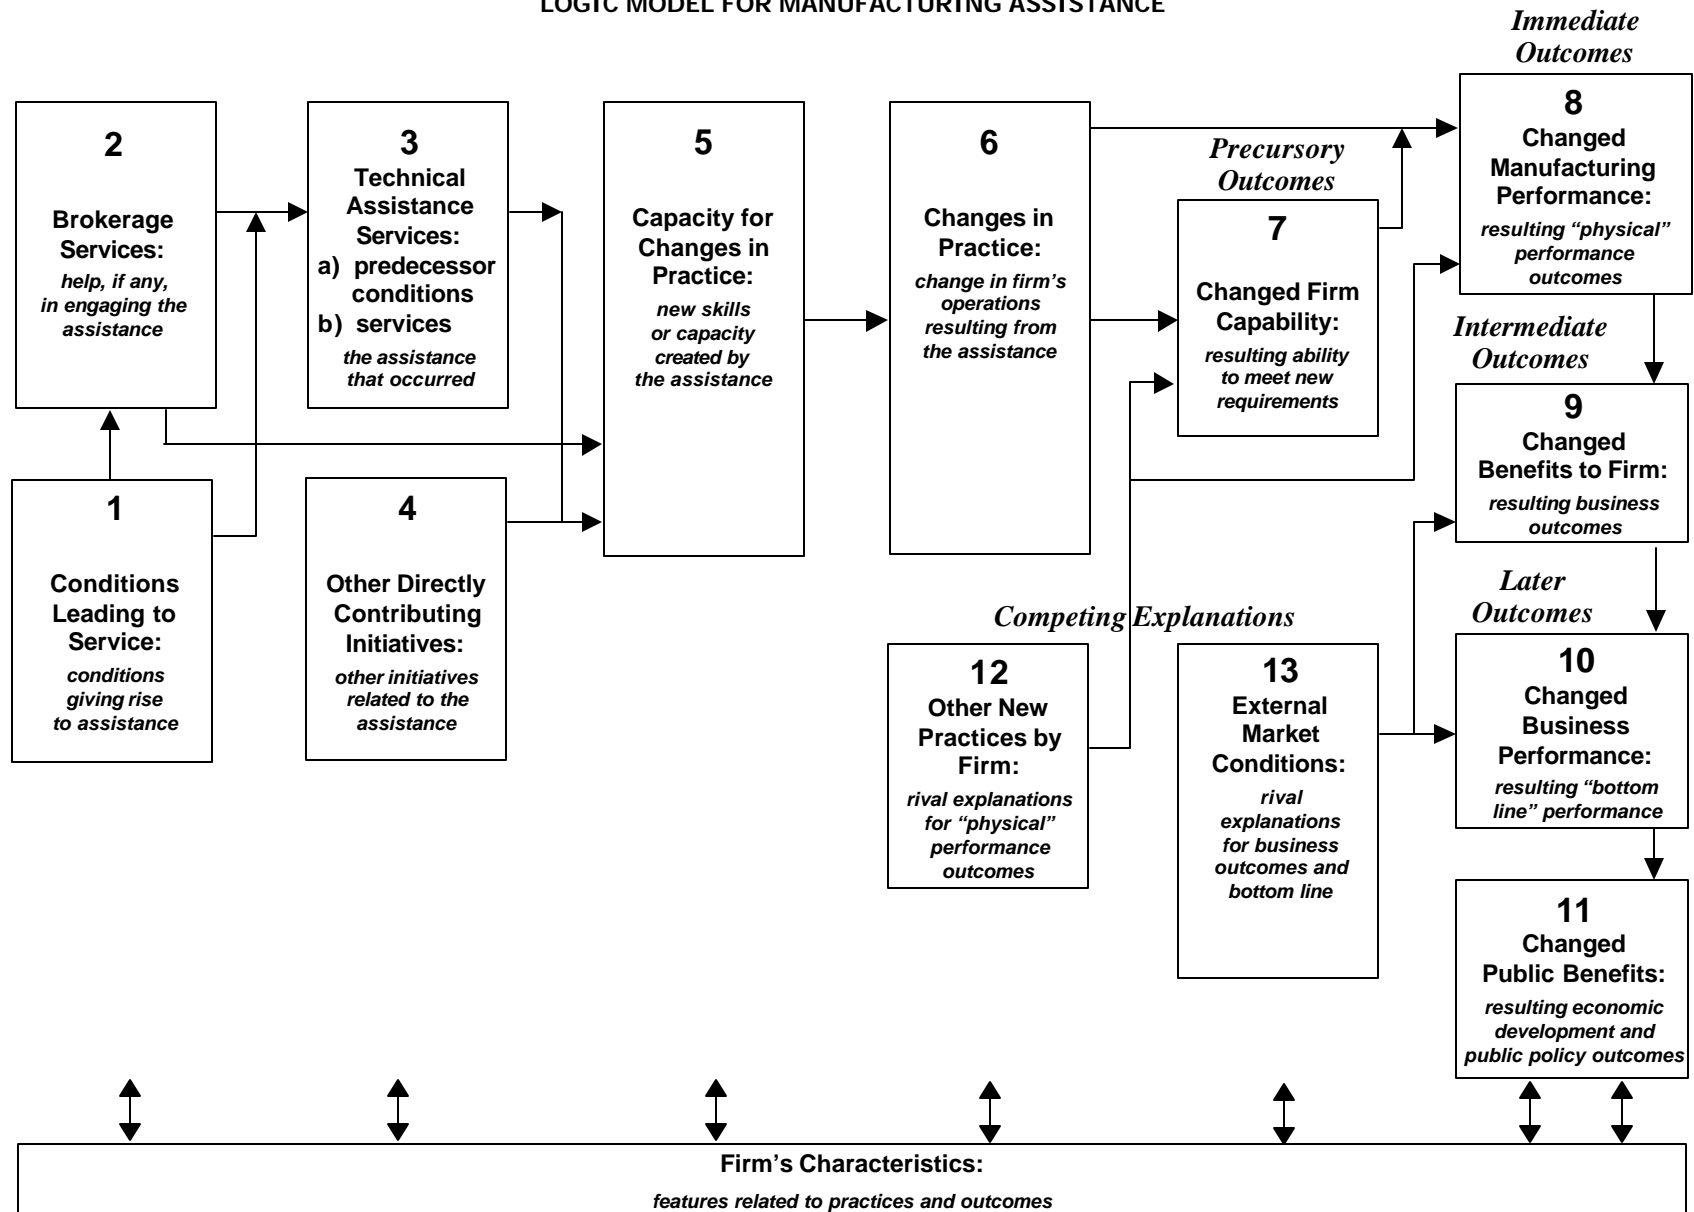 LOGIC MODEL FOR MANUFACTURING ASSISTANCE
Immediate
Outcomes
2
Brokerage
Services:
help, if any,
in engaging the
assistance
3
Technical
Assistance
Services:
a) predecessor
conditions
b) services
the assistance
that occurred
5
Capacity for
Changes in
Practice:
new skills
or capacity
created by
the assistance
6
Changes in
Practice:
change in firm’s
operations
resulting from
the assistance
Precursory
Outcomes
7
Changed Firm
Capability:
resulting ability
to meet new
requirements
8
Changed
Manufacturing
Performance:
resulting “physical”
performance
outcomes
Intermediate
Outcomes
9
Changed
Benefits to Firm:
resulting business
outcomes
1
Conditions
Leading to
Service:
conditions
giving rise
to assistance
4
Other Directly
Contributing
Initiatives:
other initiatives
related to the
assistance
Competing Explanations
12
Other New
Practices by
Firm:
rival explanations
for “physical”
performance
outcomes
13
External
Market
Conditions:
rival
explanations
for business
outcomes and
bottom line
Later
Outcomes
10
Changed
Business
Performance:
resulting “bottom
line” performance
11
Changed
Public Benefits:
resulting economic
development and
public policy outcomes
Firm’s Characteristics:
features related to practices and outcomes